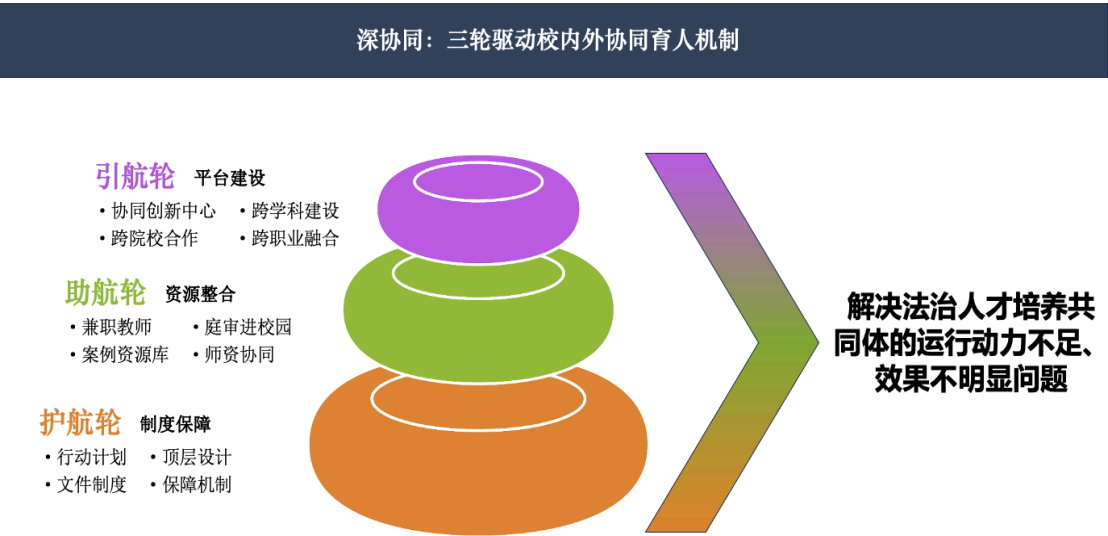 深协同：三轮驱动校内外协同育人机制
引航轮 平台建设
·协同创新中心 ·跨学科建设
·跨院校合作 ·跨职业融合
助航轮 资源整合
·兼职教师 ·庭审进校园
·案例资源库 ·师资协同
护航轮 制度保障
·行动计划 ·顶层设计
·文件制度 ·保障机制
解决法治人才培养共
同体的运行动力不足、
效果不明显问题